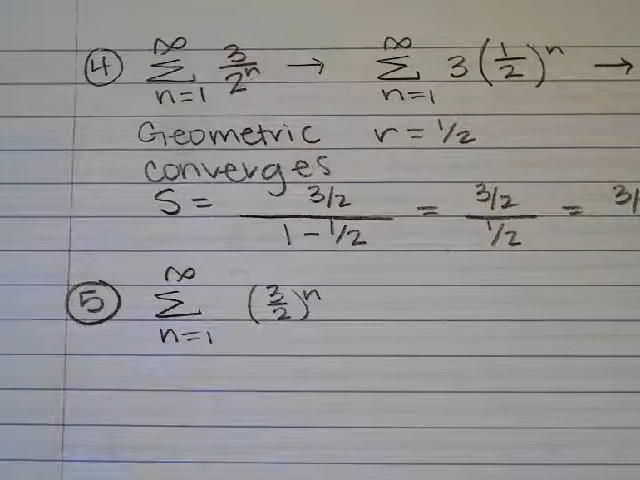 ④ ∞ Σ n=1 3/2ⁿ → ∞ Σ n=1 3(1/2)ⁿ →
Geometric r = 1/2
converges
S = (3/2)/(1 - 1/2) = (3/2)/(1/2) = 3/
⑤ ∞ Σ n=1 (3/2)ⁿ